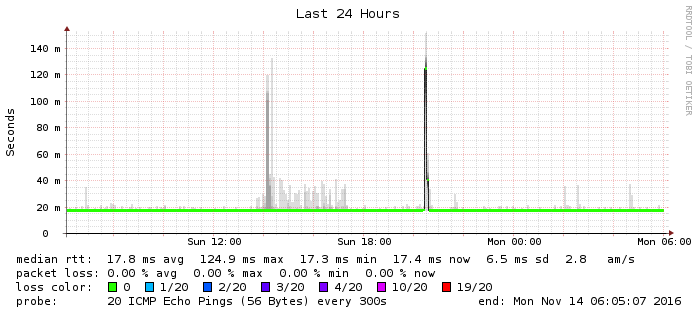 Last 24 Hours
RRDTOOL / TOBI OETIKER
Seconds
140 m
120 m
100 m
80 m
60 m
40 m
20 m
0
Sun 12:00 Sun 18:00 Mon 00:00 Mon 06:00
median rtt: 17.8 ms avg 124.9 ms max 17.3 ms min 17.4 ms now 6.5 ms sd 2.8 am/s
packet loss: 0.00 % avg 0.00 % max 0.00 % min 0.00 % now
loss color: 0 1/20 2/20 3/20 4/20 10/20 19/20
probe: 20 ICMP Echo Pings (56 Bytes) every 300s end: Mon Nov 14 06:05:07 2016